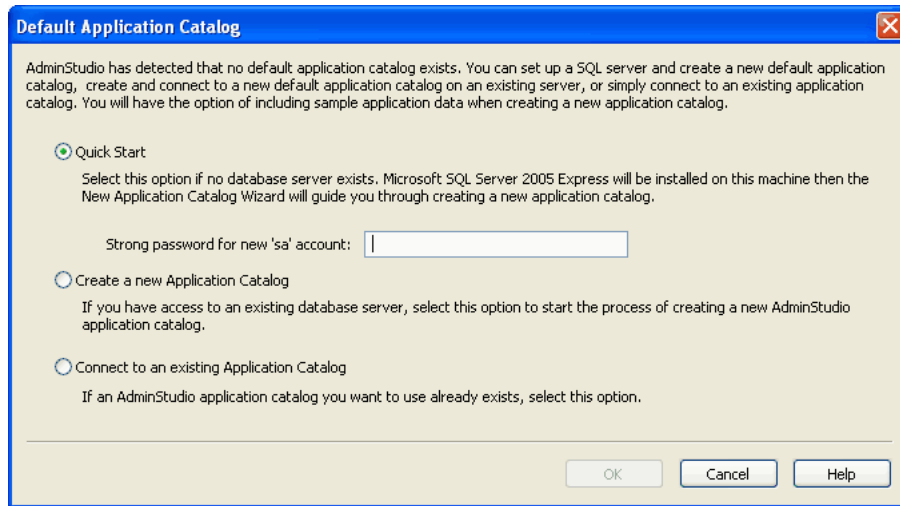 Default Application Catalog
AdminStudio has detected that no default application catalog exists. You can set up a SQL server and create a new default application
catalog, create and connect to a new default application catalog on an existing server, or simply connect to an existing application
catalog. You will have the option of including sample application data when creating a new application catalog.
Quick Start
Select this option if no database server exists. Microsoft SQL Server 2005 Express will be installed on this machine then the
New Application Catalog Wizard will guide you through creating a new application catalog.
Strong password for new 'sa' account:
Create a new Application Catalog
If you have access to an existing database server, select this option to start the process of creating a new AdminStudio
application catalog.
Connect to an existing Application Catalog
If an AdminStudio application catalog you want to use already exists, select this option.
OK Cancel Help